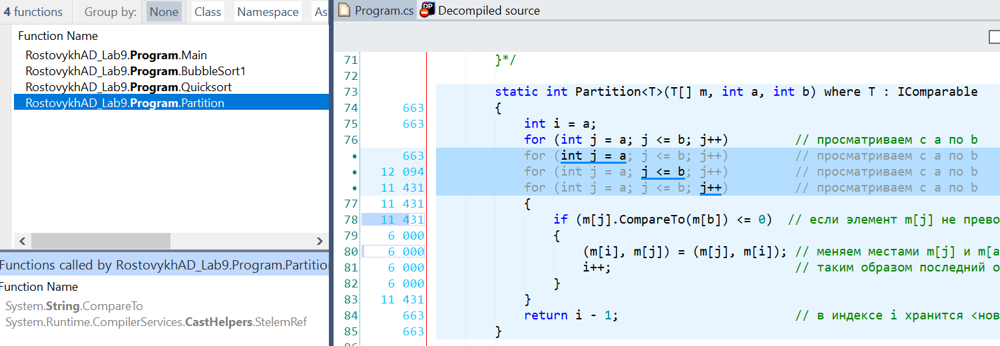 4 functions Group by: None Class Namespace
Function Name
RostovykhAD_Lab9.Program.Main
RostovykhAD_Lab9.Program.BubbleSort1
RostovykhAD_Lab9.Program.Quicksort
RostovykhAD_Lab9.Program.Partition
Functions called by RostovykhAD_Lab9.Program.Partitio
Function Name
System.String.CompareTo
System.Runtime.CompilerServices.CastHelpers.StelemRef
Program.cs DP Decompiled source
71 }*/
72
73 static int Partition<T>(T[] m, int a, int b) where T : IComparable
74 663 {
75 663 int i = a;
76 for (int j = a; j <= b; j++) // просматриваем с a по b
• 663 for (int j = a; j <= b; j++) // просматриваем с a по b
• 12 094 for (int j = a; j <= b; j++) // просматриваем с a по b
• 11 431 for (int j = a; j <= b; j++) // просматриваем с a по b
77 11 431 {
78 11 431 if (m[j].CompareTo(m[b]) <= 0) // если элемент m[j] не прево
79 6 000 {
80 6 000 (m[i], m[j]) = (m[j], m[i]); // меняем местами m[j] и m[a
81 6 000 i++; // таким образом последний о
82 6 000 }
83 11 431 }
84 663 return i - 1; // в индексе i хранится <нов
85 663 }